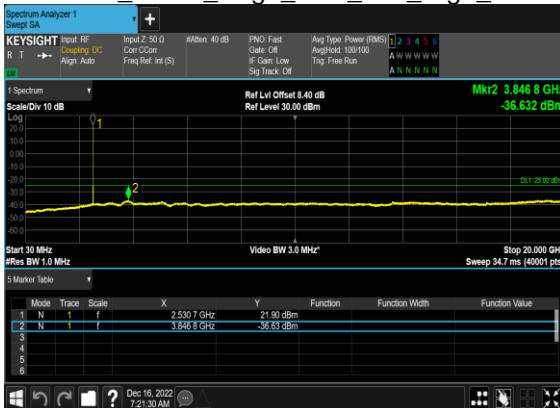 Spectrum Analyzer 1
Swept SA
+
KEYSIGHT Input: RF Input Z: 50 Ω #Atten: 40 dB PNO: Fast Avg Type: Power (RMS) 1 2 3 4 5 6
R T Coupling: DC Corr CCorr Gate: Off Avg|Hold: 100/100 A W W W W W
Align: Auto Freq Ref: Int (S) IF Gain: Low Trig: Free Run
LXI Sig Track: Off A N N N N N
1 Spectrum Ref Lvl Offset 8.40 dB Mkr2 3.846 8 GHz
Scale/Div 10 dB Ref Level 30.00 dBm -36.632 dBm
Log
20.0
10.0
0.00
-10.0
-20.0
-30.0
-40.0
-50.0
-60.0
1
2
DL1 -25.00 dBm
Start 30 MHz Video BW 3.0 MHz* Stop 20.000 GHz
#Res BW 1.0 MHz Sweep 34.7 ms (40001 pts)
5 Marker Table
Mode Trace Scale X Y Function Function Width Function Value
1 N 1 f 2.530 7 GHz 21.90 dBm
2 N 1 f 3.846 8 GHz -36.63 dBm
3
4
5
6
? Dec 16, 2022
7:21:30 AM